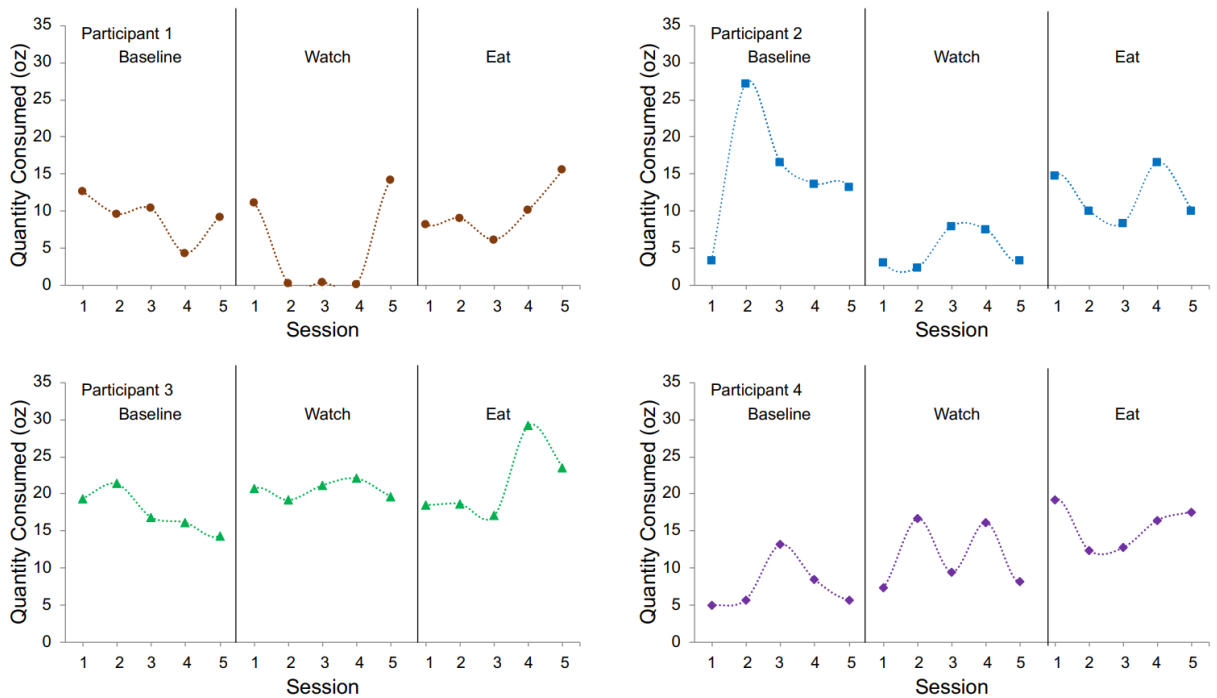 Participant 1
Baseline Watch Eat
Quantity Consumed (oz)
35
30
25
20
15
10
5
0
1 2 3 4 5 1 2 3 4 5 1 2 3 4 5
Session
Participant 2
Baseline Watch Eat
Quantity Consumed (oz)
35
30
25
20
15
10
5
0
1 2 3 4 5 1 2 3 4 5 1 2 3 4 5
Session
Participant 3
Baseline Watch Eat
Quantity Consumed (oz)
35
30
25
20
15
10
5
0
1 2 3 4 5 1 2 3 4 5 1 2 3 4 5
Session
Participant 4
Baseline Watch Eat
Quantity Consumed (oz)
35
30
25
20
15
10
5
0
1 2 3 4 5 1 2 3 4 5 1 2 3 4 5
Session